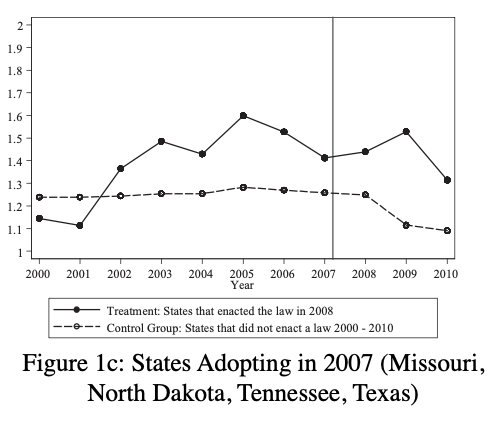 2
1.9
1.8
1.7
1.6
1.5
1.4
1.3
1.2
1.1
1
2000 2001 2002 2003 2004 2005 2006 2007 2008 2009 2010
Year
Treatment: States that enacted the law in 2008
Control Group: States that did not enact a law 2000 - 2010
Figure 1c: States Adopting in 2007 (Missouri,
North Dakota, Tennessee, Texas)